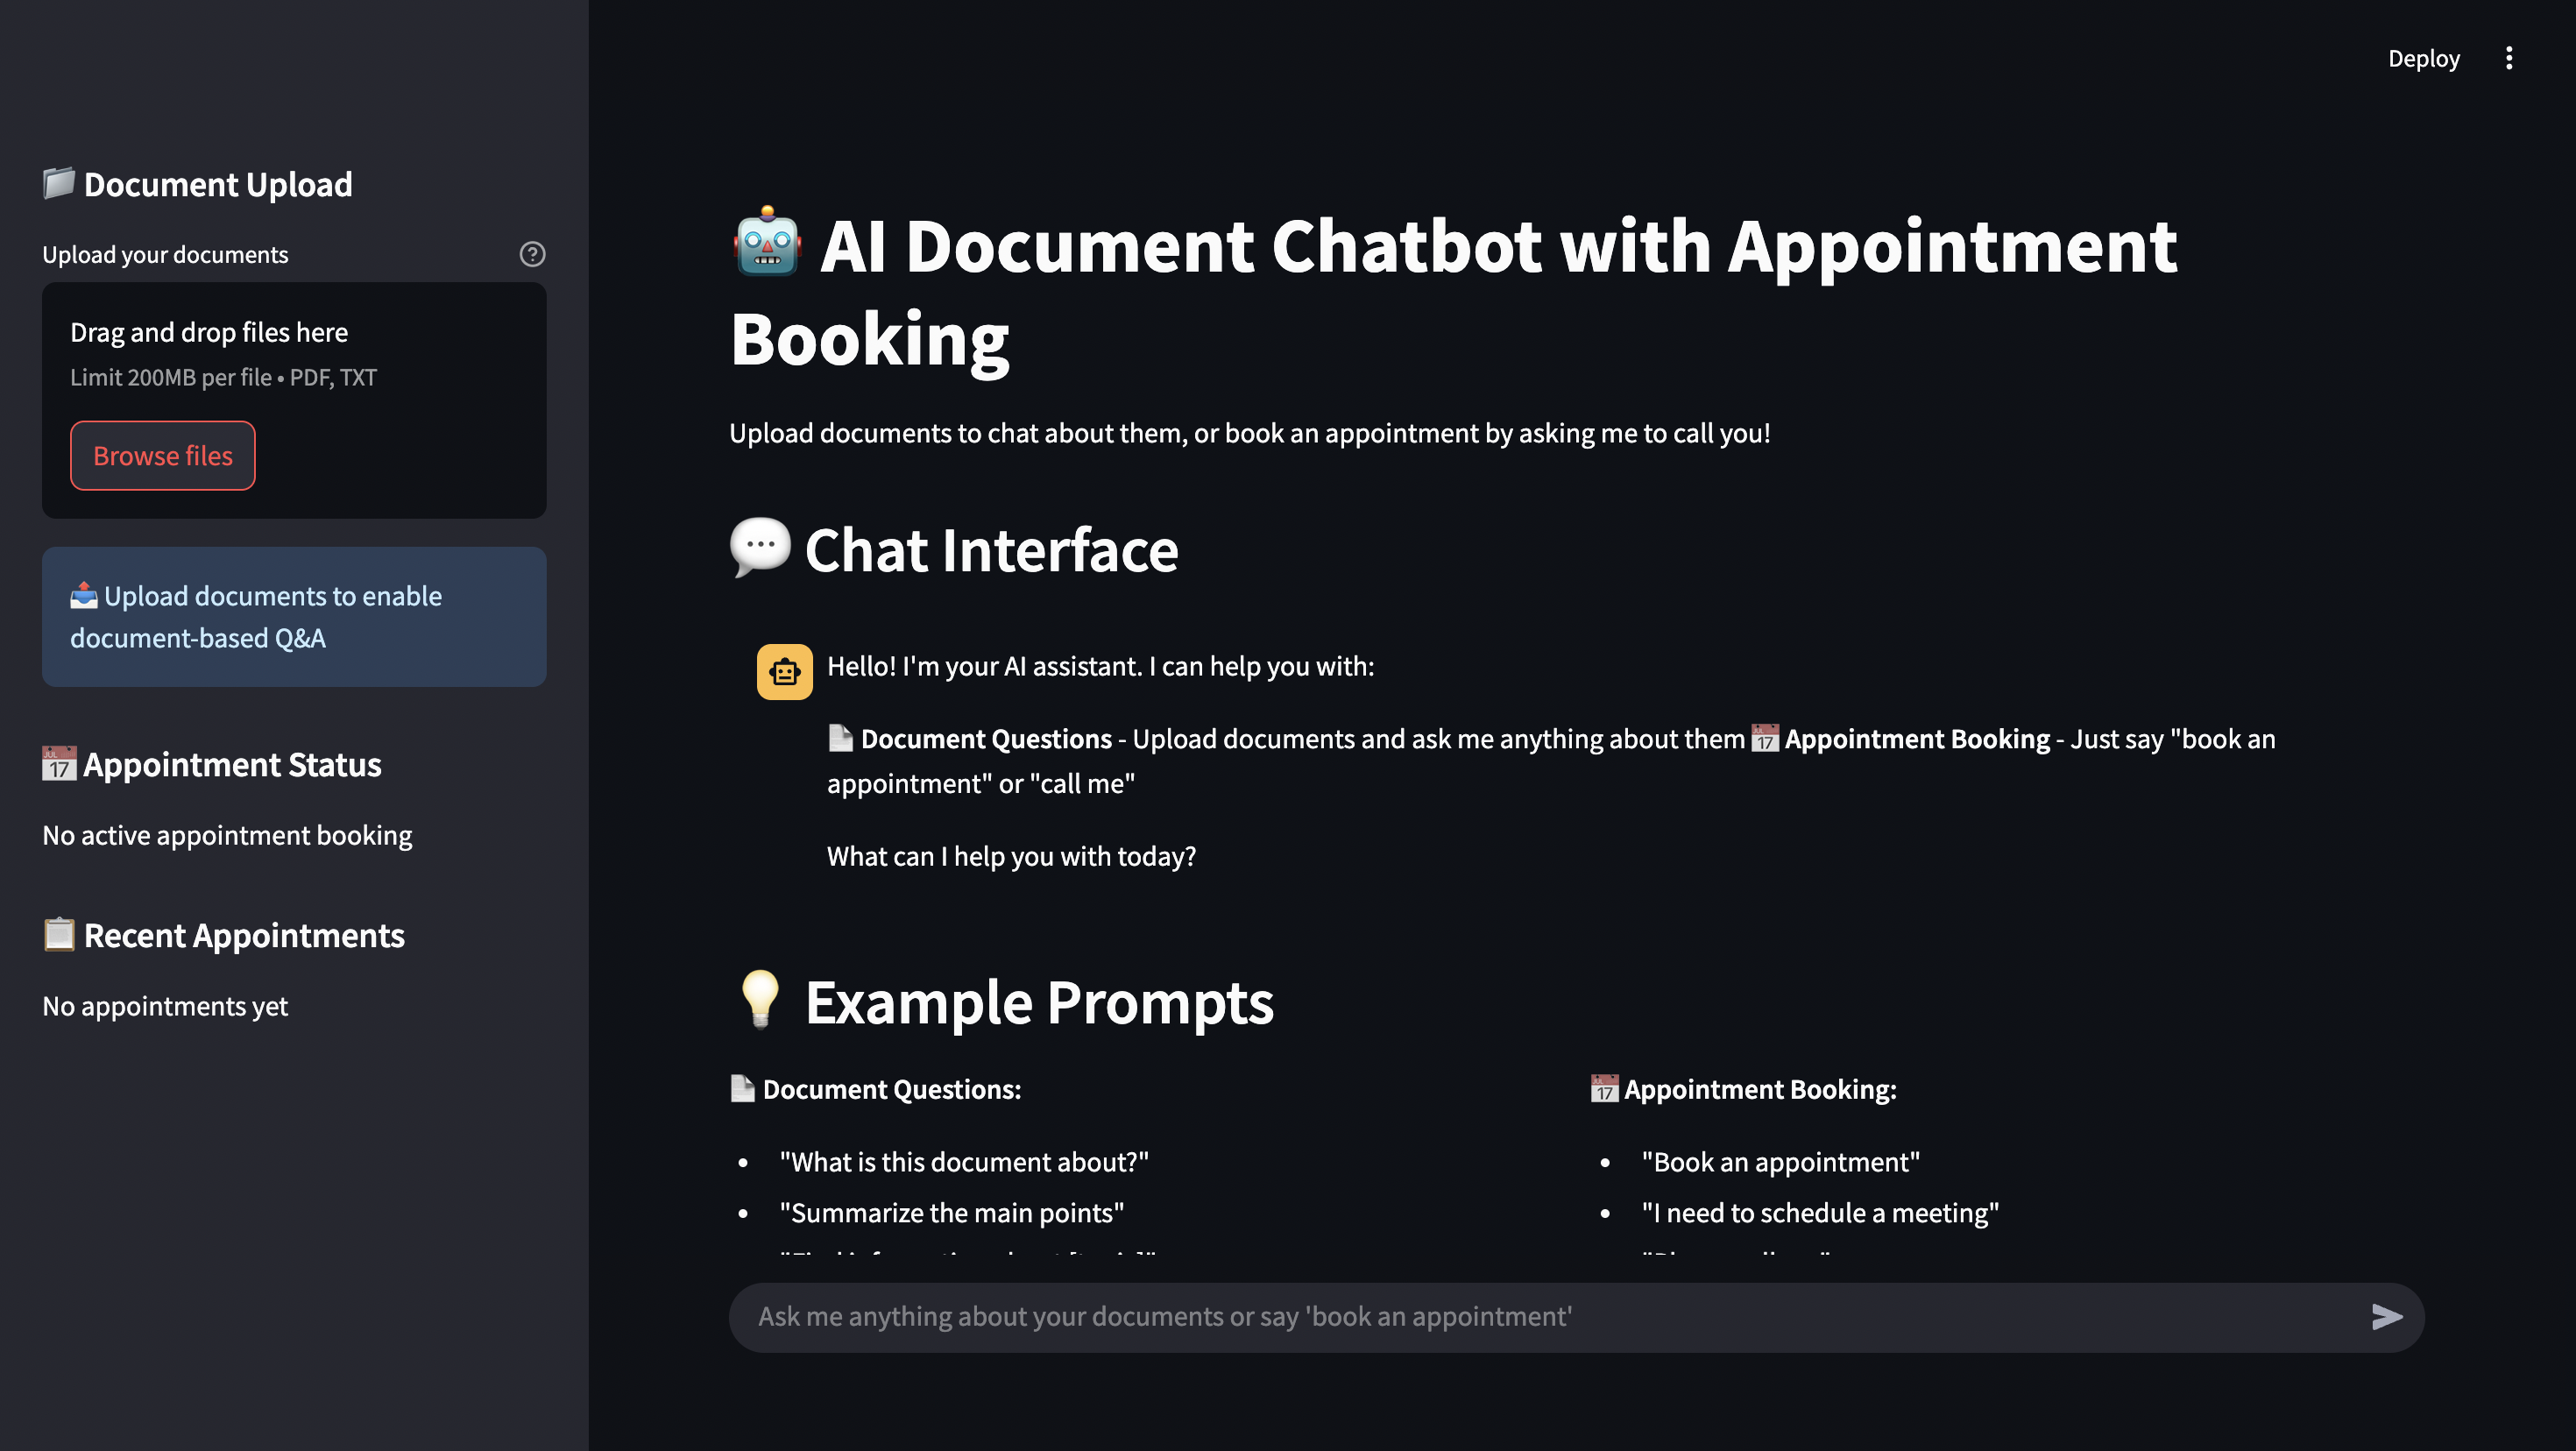 Deploy
Document Upload
Upload your documents
Drag and drop files here
Limit 200MB per file • PDF, TXT
Browse files
Upload documents to enable
document-based Q&A
Appointment Status
No active appointment booking
Recent Appointments
No appointments yet
AI Document Chatbot with Appointment
Booking
Upload documents to chat about them, or book an appointment by asking me to call you!
Chat Interface
Hello! I'm your AI assistant. I can help you with:
Document Questions - Upload documents and ask me anything about them 📅 Appointment Booking - Just say "book an
appointment" or "call me"
What can I help you with today?
Example Prompts
Document Questions:
• "What is this document about?"
• "Summarize the main points"
Appointment Booking:
• "Book an appointment"
• "I need to schedule a meeting"
Ask me anything about your documents or say 'book an appointment'